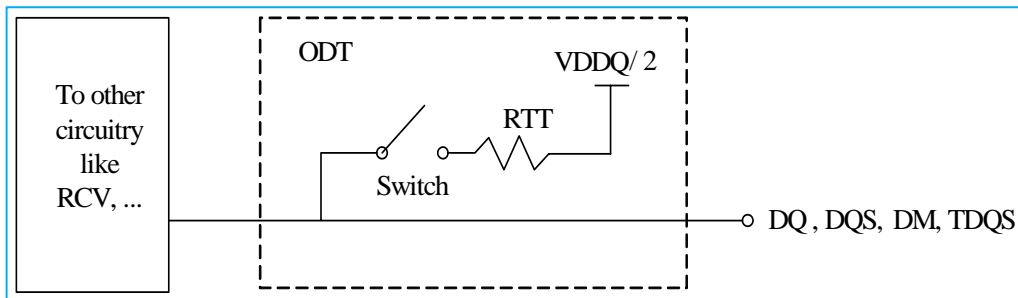 To other
circuitry
like
RCV, ...
ODT
VDDQ/ 2
RTT
Switch
DQ , DQS, DM, TDQS